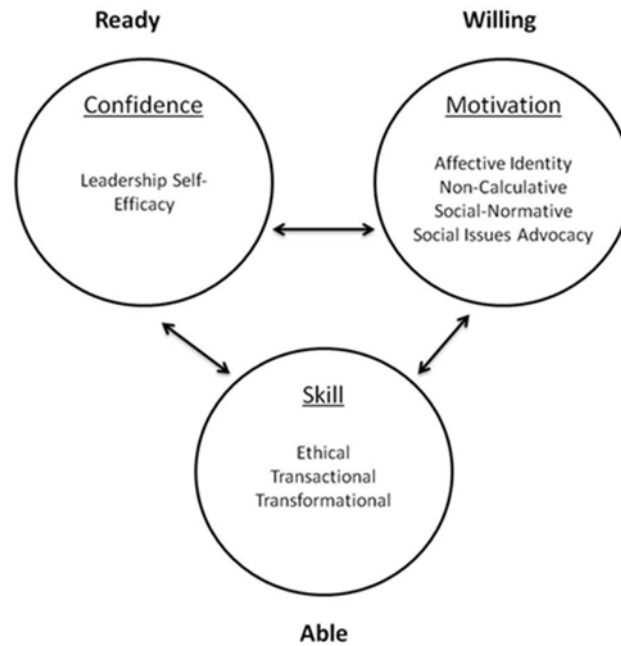 Ready
Willing
Confidence
Leadership Self-
Efficacy
Motivation
Affective Identity
Non-Calculative
Social-Normative
Social Issues Advocacy
Skill
Ethical
Transactional
Transformational
Able